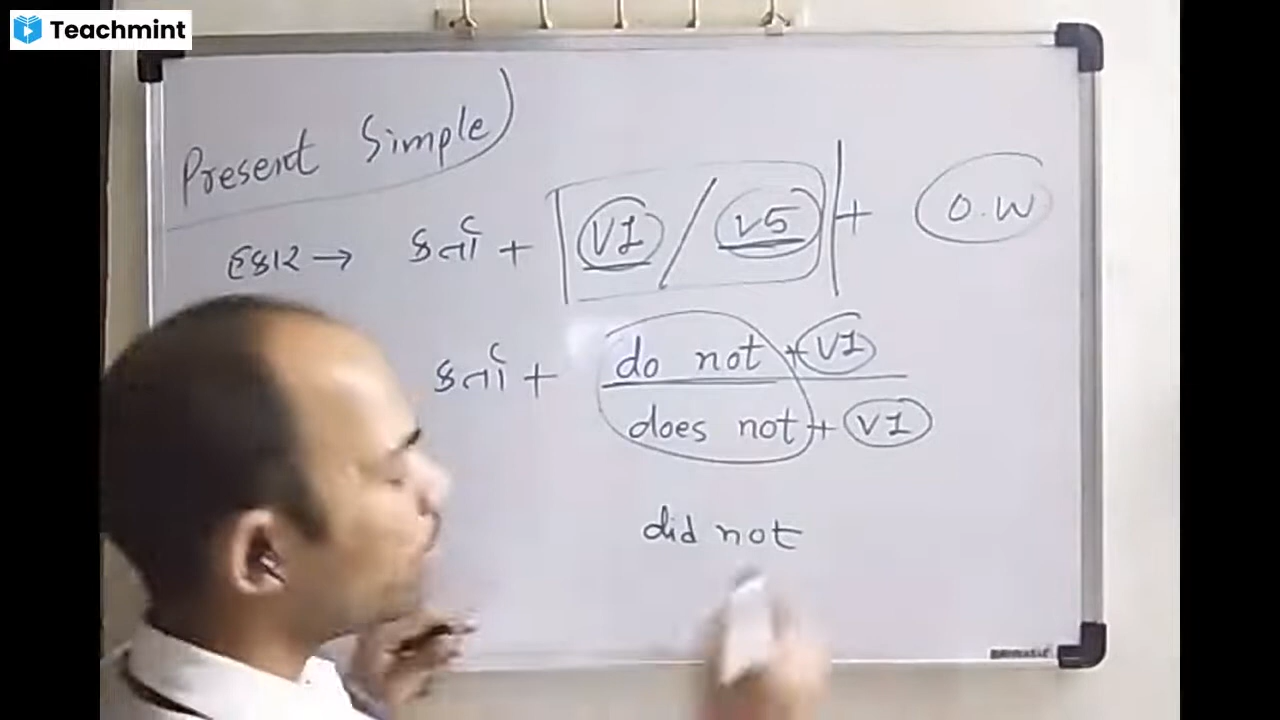 Teachmint
Present Simple
હકાર → કર્તા + V1 / V5 + O.W
કર્તા + do not + V1
does not + V1
did not